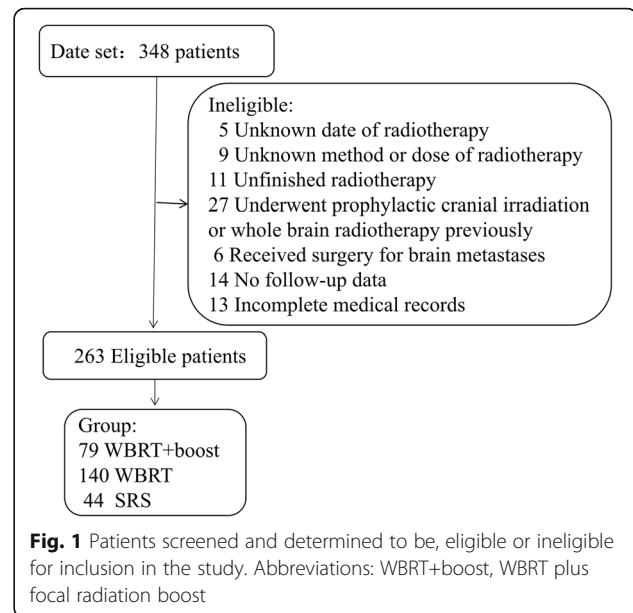 Date set：348 patients
Ineligible:
5 Unknown date of radiotherapy
9 Unknown method or dose of radiotherapy
11 Unfinished radiotherapy
27 Underwent prophylactic cranial irradiation
or whole brain radiotherapy previously
6 Received surgery for brain metastases
14 No follow-up data
13 Incomplete medical records
263 Eligible patients
Group:
79 WBRT+boost
140 WBRT
44 SRS
Fig. 1 Patients screened and determined to be, eligible or ineligible
for inclusion in the study. Abbreviations: WBRT+boost, WBRT plus
focal radiation boost